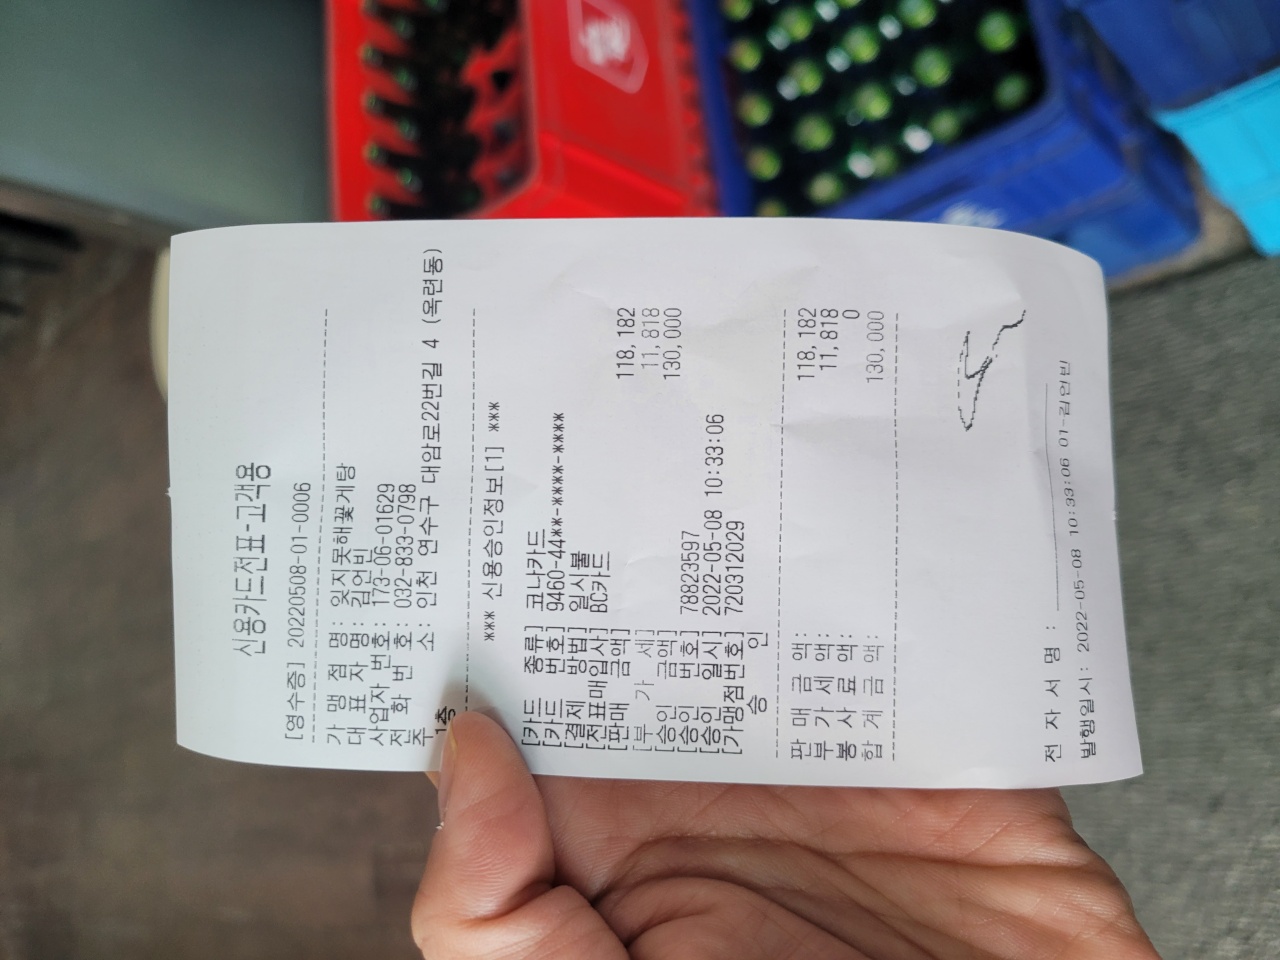 신용카드전표-고객용
[영수증] 20220508-01-0006
가 맹 점 명: 잊지못해꽃게탕
대 표 자 명: 김언빈
사업자 번호: 173-06-01629
전 화 번 호: 032-833-0798
주 소: 인천 연수구 대암로22번길 4 (옥련동)
1층
*** 신용승인정보[1] ***
[카드 종류] 코나카드
[카드 번호] 9460-44**-****-****
[결제 방법] 일시불
[전표매입사] BC카드
[판매 금액] 118,182
[부 가 세] 11,818
[승인 금액] 130,000
[승인 번호] 78823597
[승인 일시] 2022-05-08 10:33:06
[가맹점번호] 720312029
승 인
판 매 금 액: 118,182
부 가 세 액: 11,818
봉 사 료 액: 0
합 계 금 액: 130,000
전 자 서 명 :
발행일시: 2022-05-08 10:33:06 01-김언빈